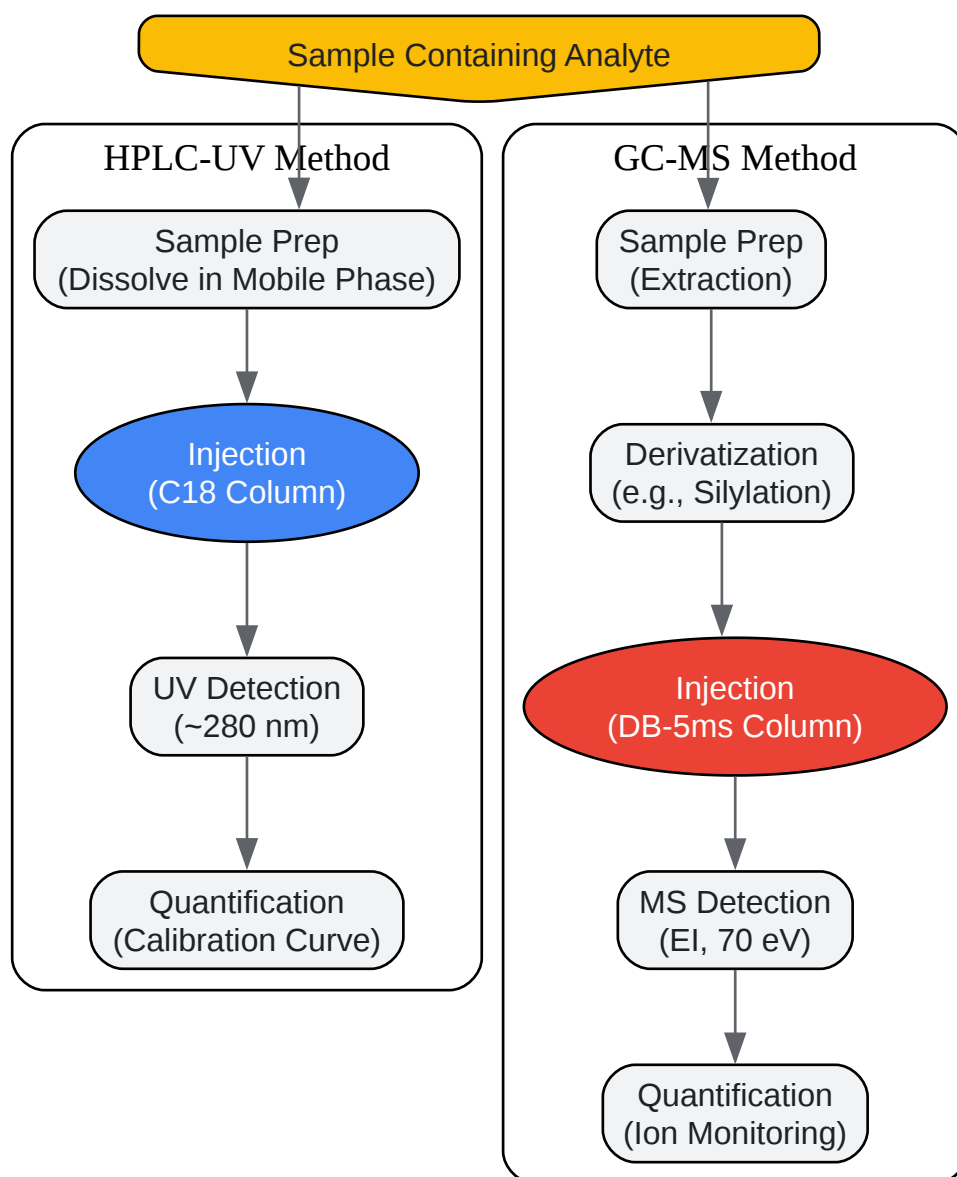 Sample Containing Analyte
HPLC-UV Method
Sample Prep
(Dissolve in Mobile Phase)
Injection
(C18 Column)
UV Detection
(~280 nm)
Quantification
(Calibration Curve)
GC-MS Method
Sample Prep
(Extraction)
Derivatization
(e.g., Silylation)
Injection
(DB-5ms Column)
MS Detection
(EI, 70 eV)
Quantification
(Ion Monitoring)